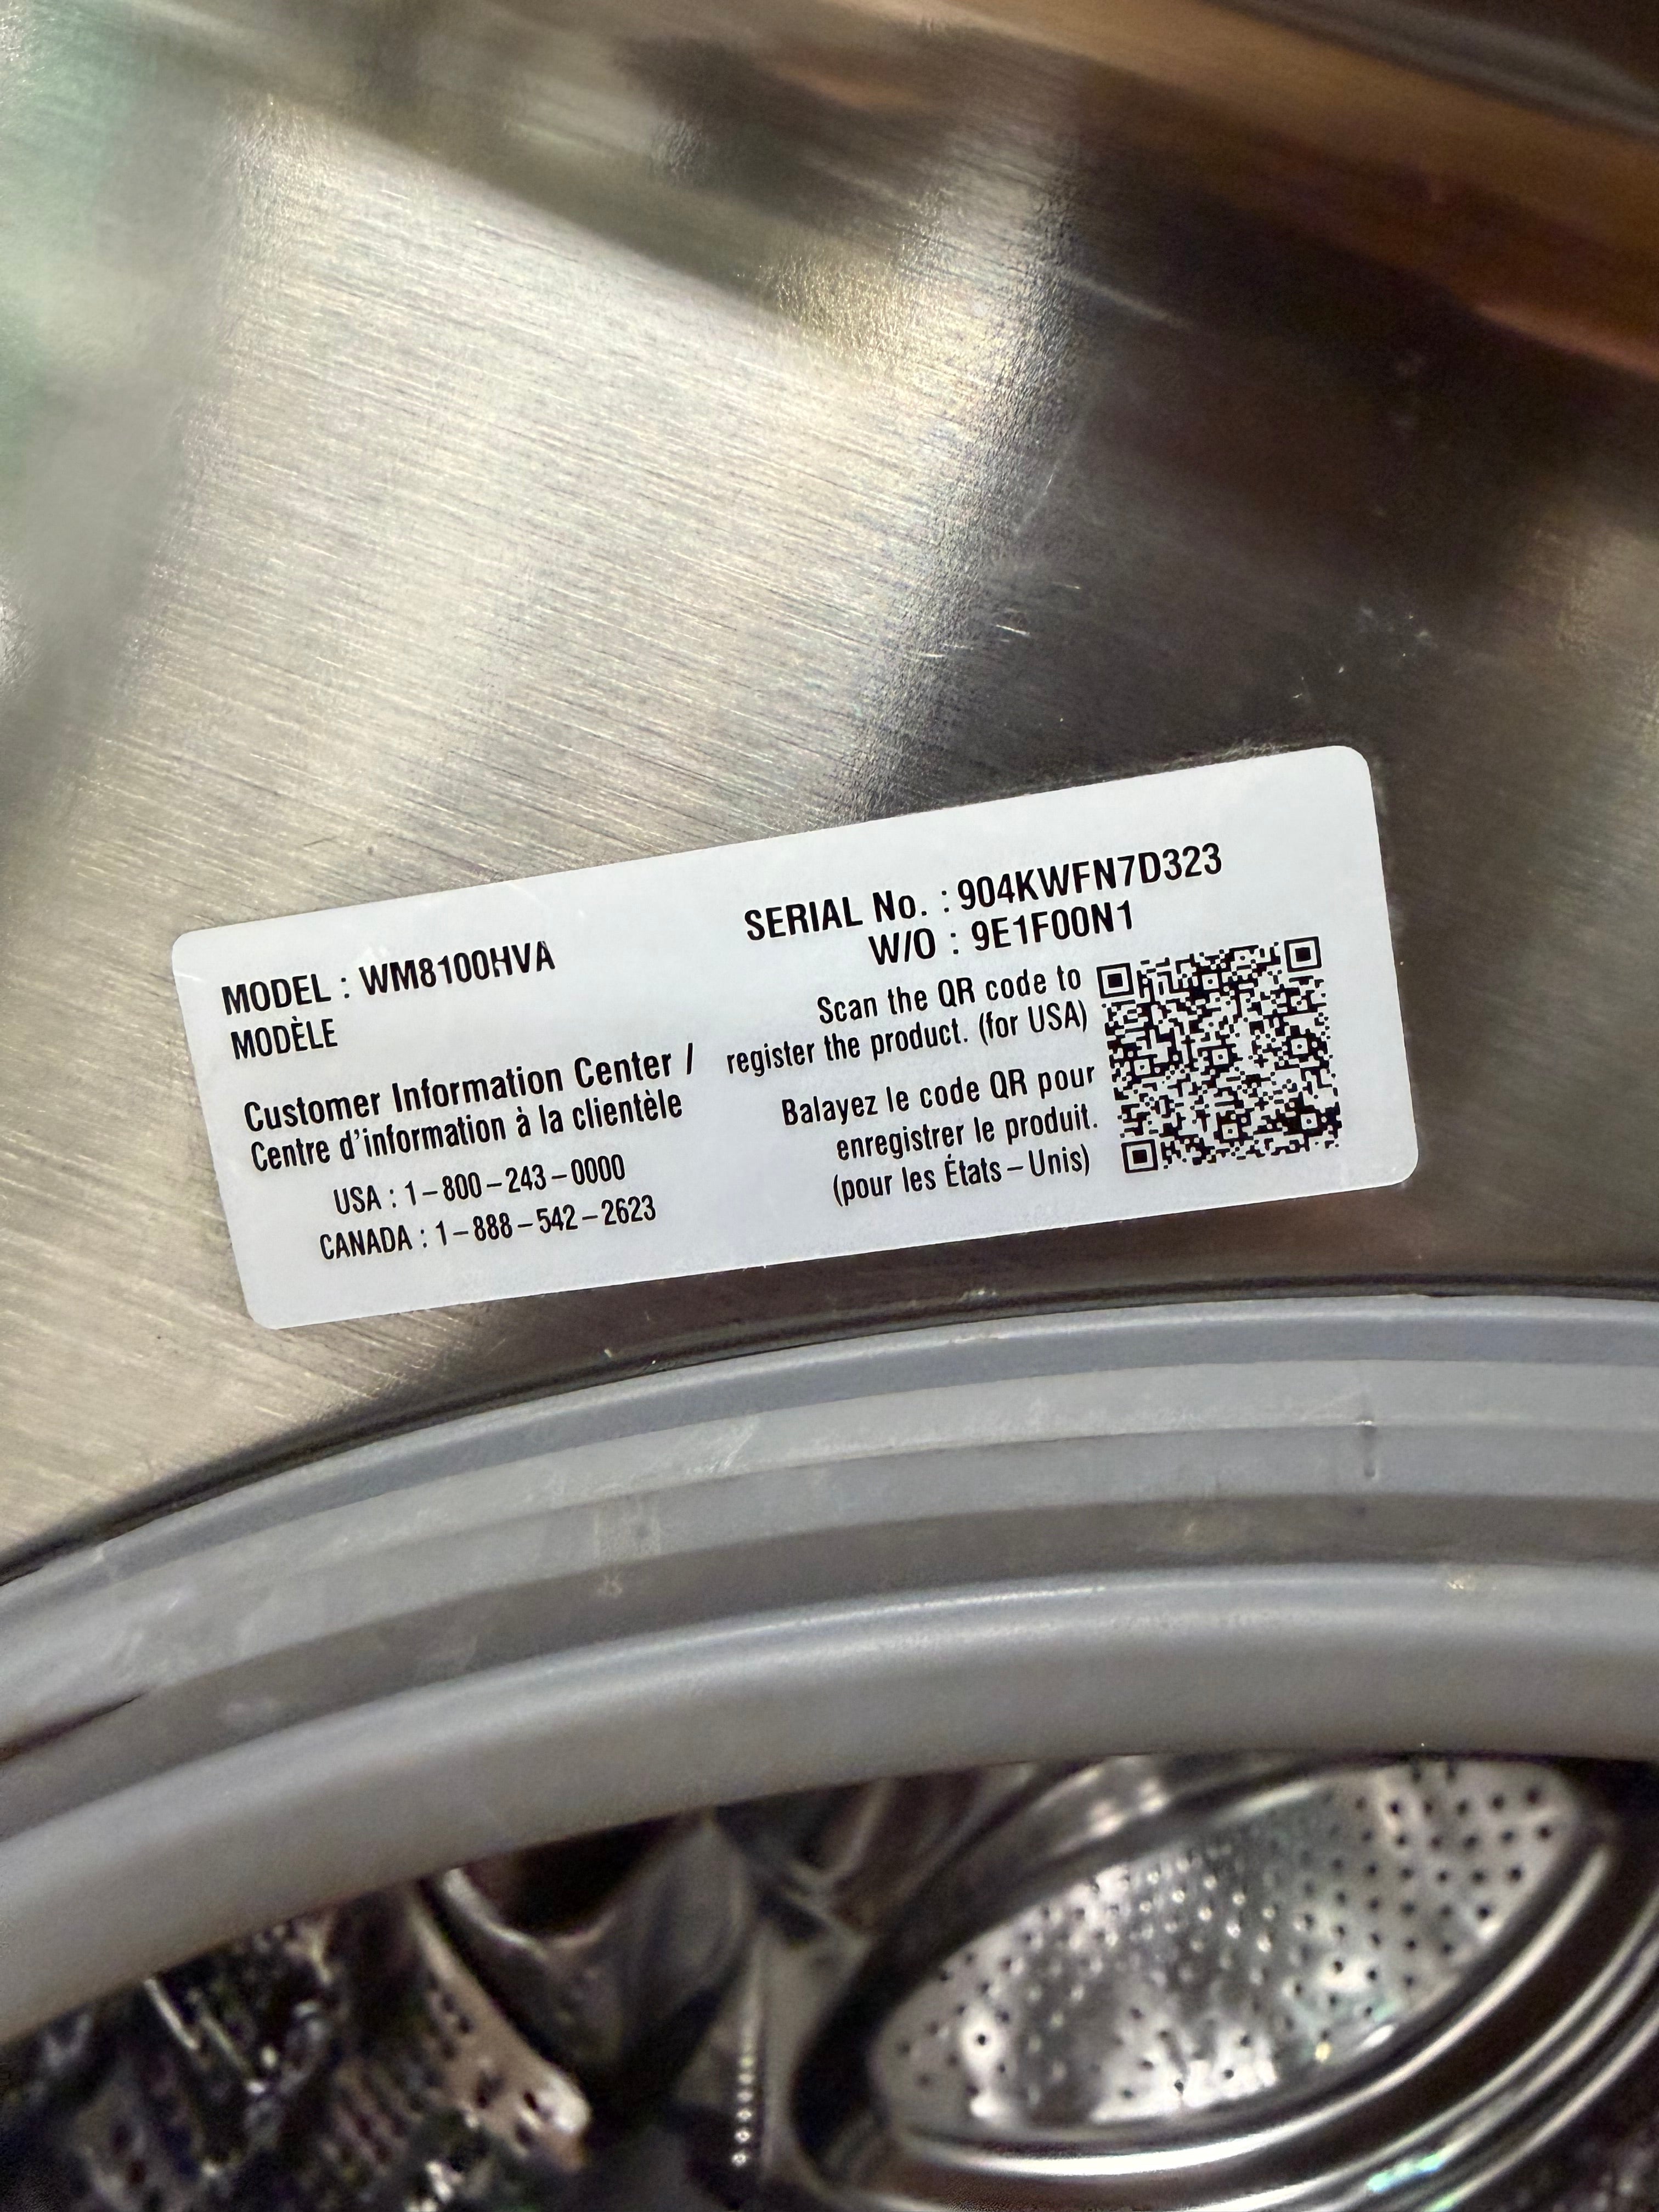 MODEL : WM8100HVA
MODÈLE
Customer Information Center /
Centre d'information à la clientèle
USA : 1–800–243–0000
CANADA : 1–888–542–2623
SERIAL No. : 904KWFN7D323
W/O : 9E1F00N1
Scan the QR code to
register the product. (for USA)
Balayez le code QR pour
enregistrer le produit.
(pour les États–Unis)